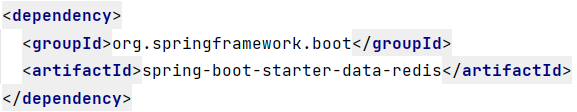 <dependency>
  <groupId>org.springframework.boot</groupId>
  <artifactId>spring-boot-starter-data-redis</artifactId>
</dependency>